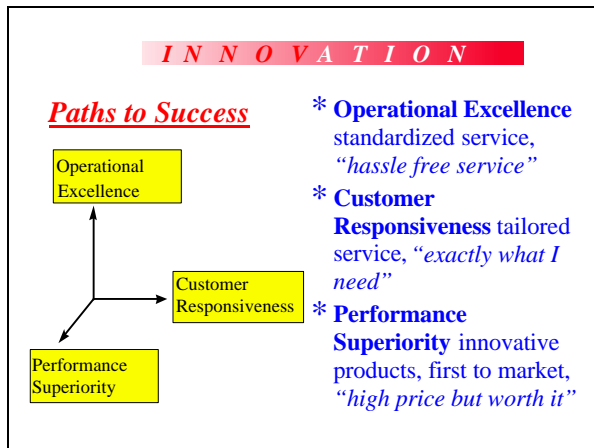 I N N O V A T I O N
Paths to Success
Operational
Excellence
Customer
Responsiveness
Performance
Superiority
* Operational Excellence
standardized service,
“hassle free service”
* Customer
Responsiveness tailored
service, “exactly what I
need”
* Performance
Superiority innovative
products, first to market,
“high price but worth it”